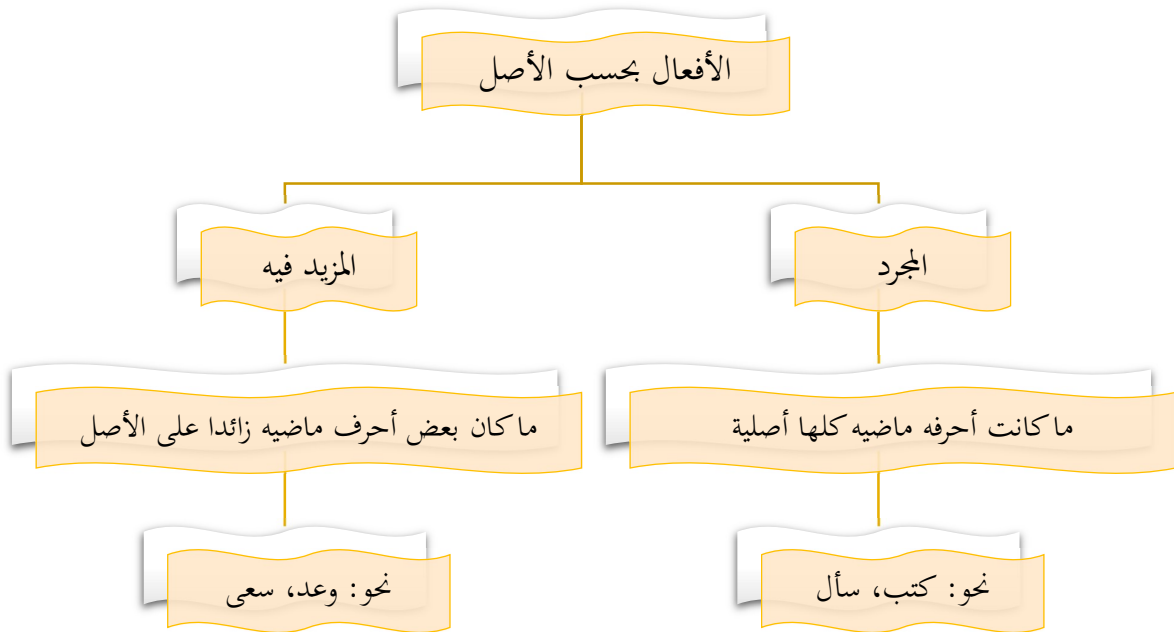 الأفعال بحسب الأصل
المجرد
المزيد فيه
ما كانت أحرفه ماضيه كلها أصلية
ما كان بعض أحرف ماضيه زائدا على الأصل
نحو: كتب، سأل
نحو: وعد، سعى